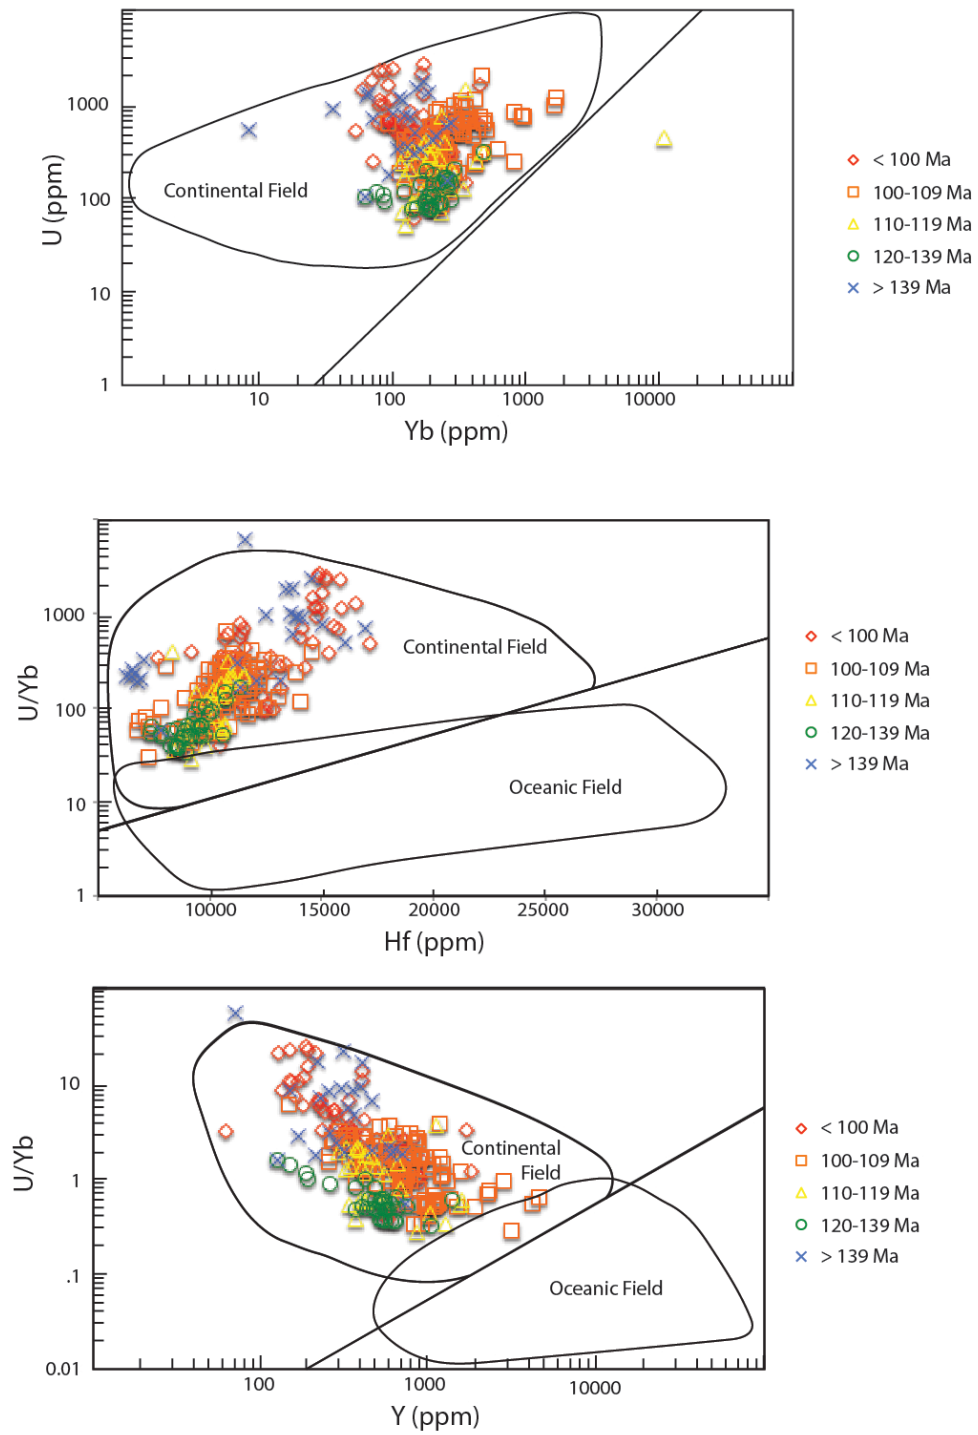 1000
100
10
1
U (ppm)
Continental Field
10
100
1000
10000
Yb (ppm)
< 100 Ma
100-109 Ma
110-119 Ma
120-139 Ma
> 139 Ma
1000
100
10
1
U/Yb
Continental Field
Oceanic Field
10000
15000
20000
25000
30000
Hf (ppm)
< 100 Ma
100-109 Ma
110-119 Ma
120-139 Ma
> 139 Ma
10
1
.1
0.01
U/Yb
Continental
Field
Oceanic Field
100
1000
10000
Y (ppm)
< 100 Ma
100-109 Ma
110-119 Ma
120-139 Ma
> 139 Ma